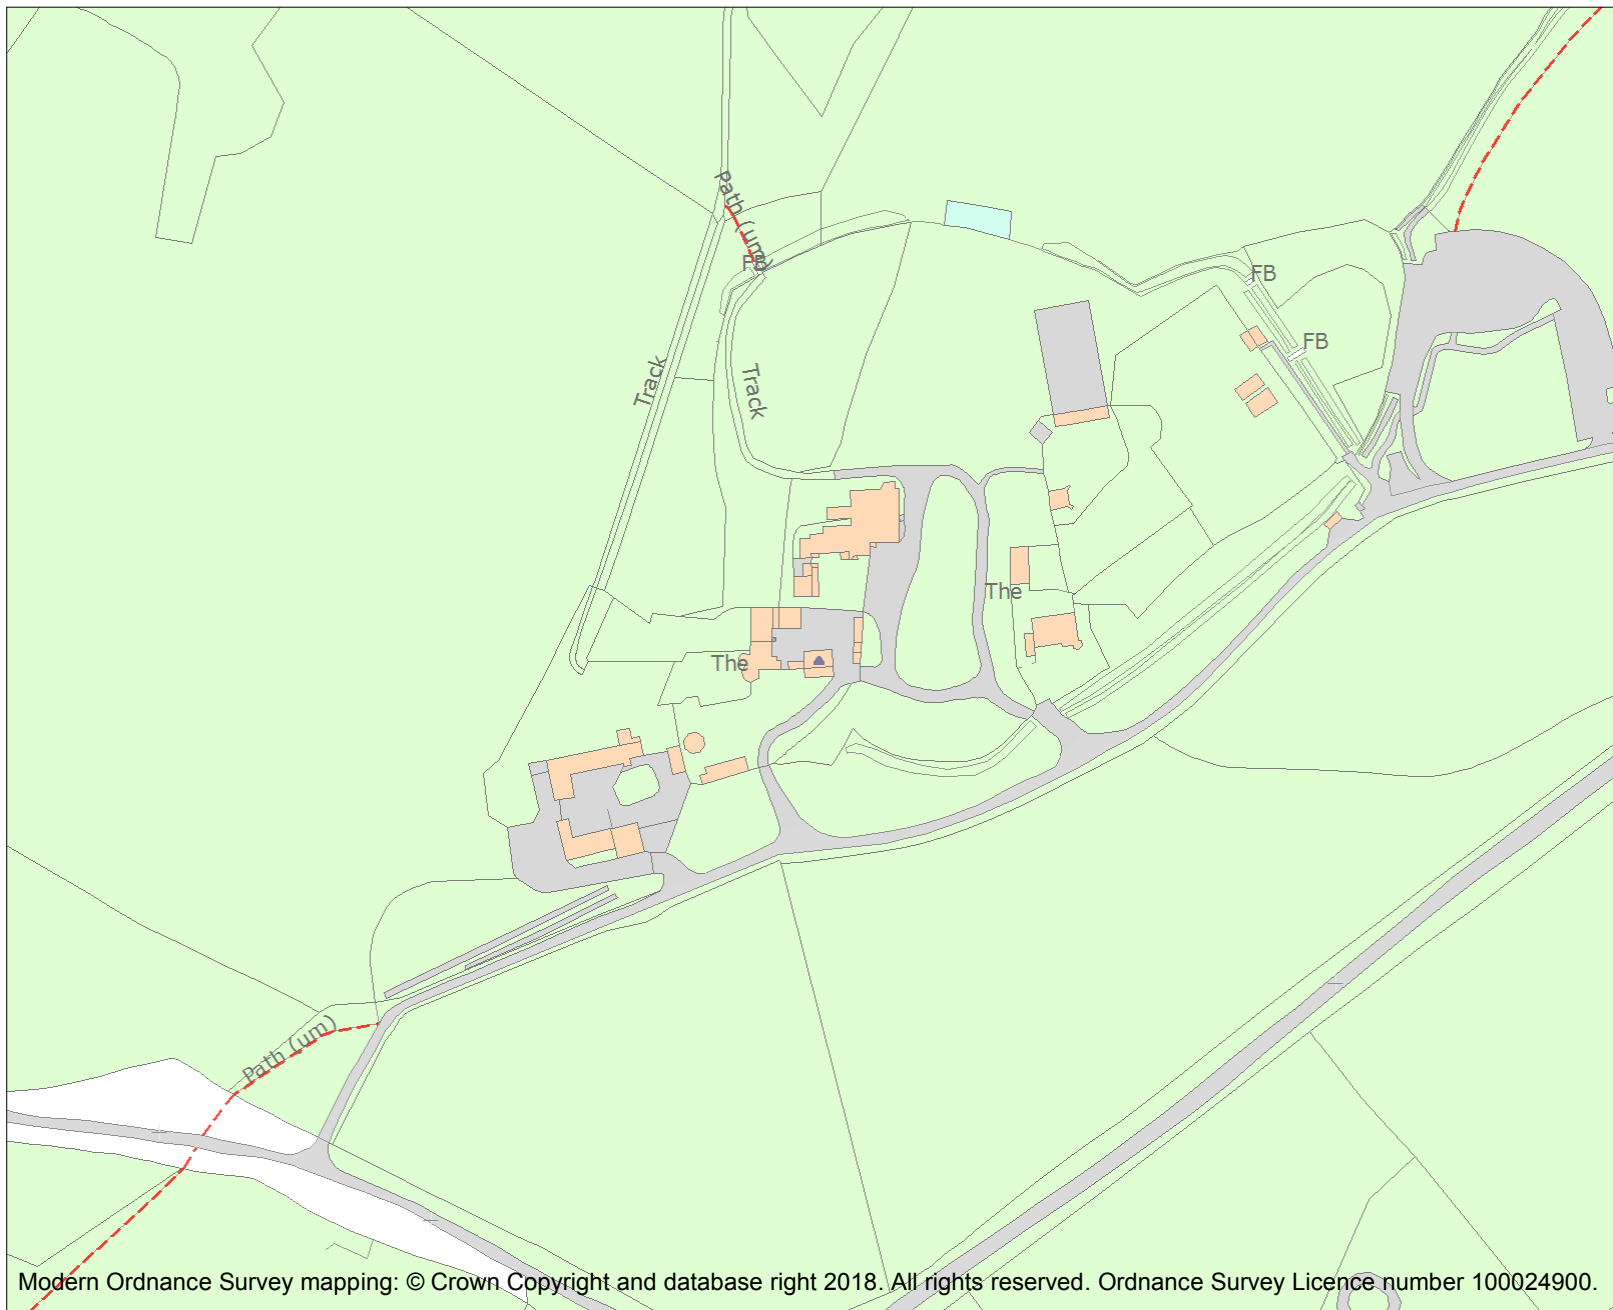 Path (um)
FB
FB
FB
Track
Track
The
The
Path (um)
Modern Ordnance Survey mapping: © Crown Copyright and database right 2018. All rights reserved. Ordnance Survey Licence number 100024900.